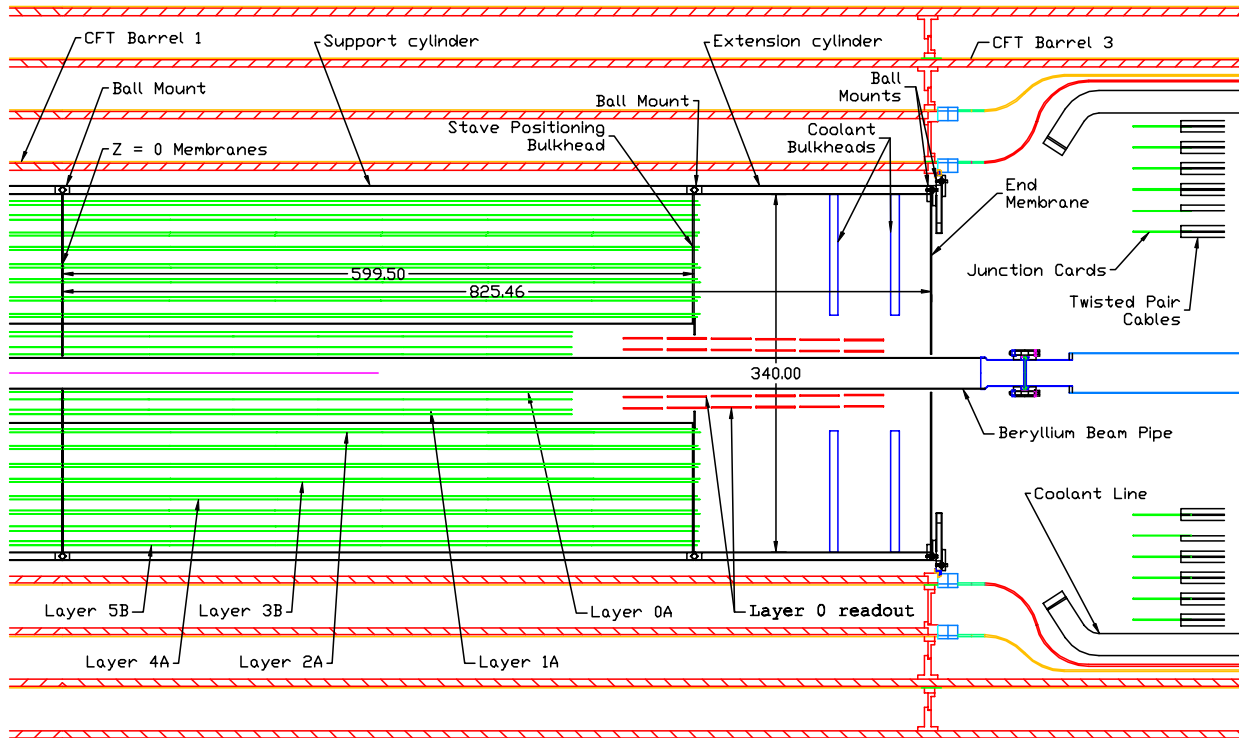 CFT Barrel 1
Support cylinder
Extension cylinder
CFT Barrel 3
Ball Mount
Ball Mount
Ball
Mounts
Stave Positioning
Bulkhead
Coolant
Bulkheads
Z = 0 Membranes
End
Membrane
599.50
825.46
Junction Cards
Twisted Pair
Cables
340.00
Beryllium Beam Pipe
Coolant Line
Layer 5B
Layer 3B
Layer 0A
Layer 0 readout
Layer 4A
Layer 2A
Layer 1A